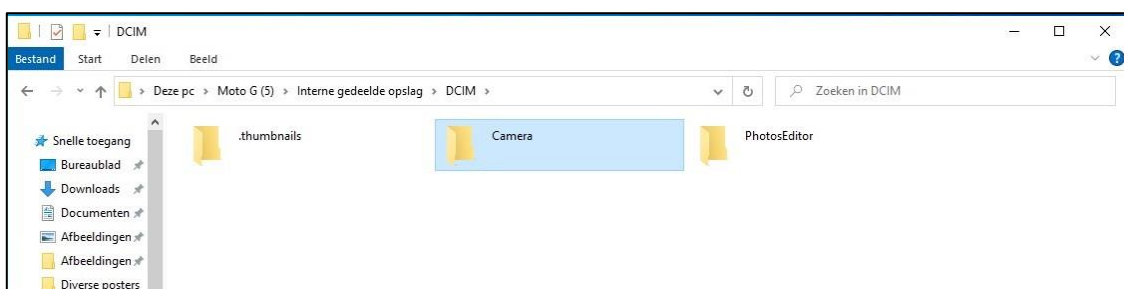 DCIM
Bestand Start Delen Beeld
Deze pc > Moto G (5) > Interne gedeelde opslag > DCIM >
Zoeken in DCIM
Snelle toegang
Bureaublad
Downloads
Documenten
Afbeeldingen
Afbeeldingen
Diverse posters
.thumbnails
Camera
PhotosEditor